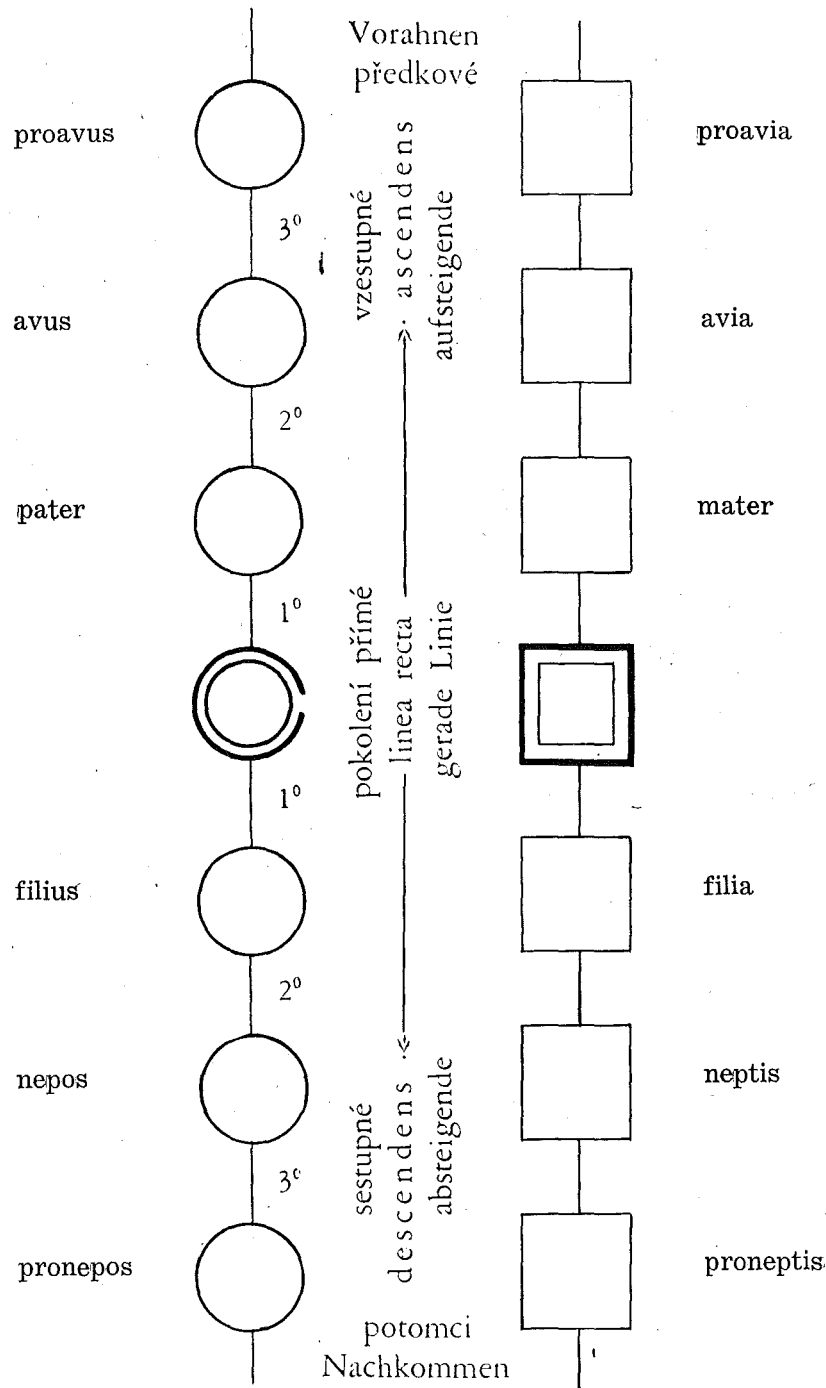 Vorahnen
předkové
proavus
proavia
3⁰
vzestupné
ascendens
aufsteigende
avus
avia
2⁰
pater
mater
1⁰
pokolení přímé
linea recta
gerade Linie
1⁰
filius
filia
2⁰
nepos
neptis
sestupné
descendens
absteigende
3⁰
pronepos
proneptis
potomci
Nachkommen